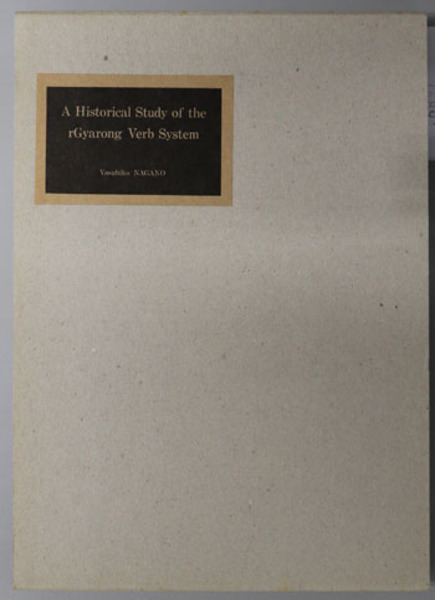 A Historical Study of the
rGyarong Verb System
Yasuhiko NAGANO